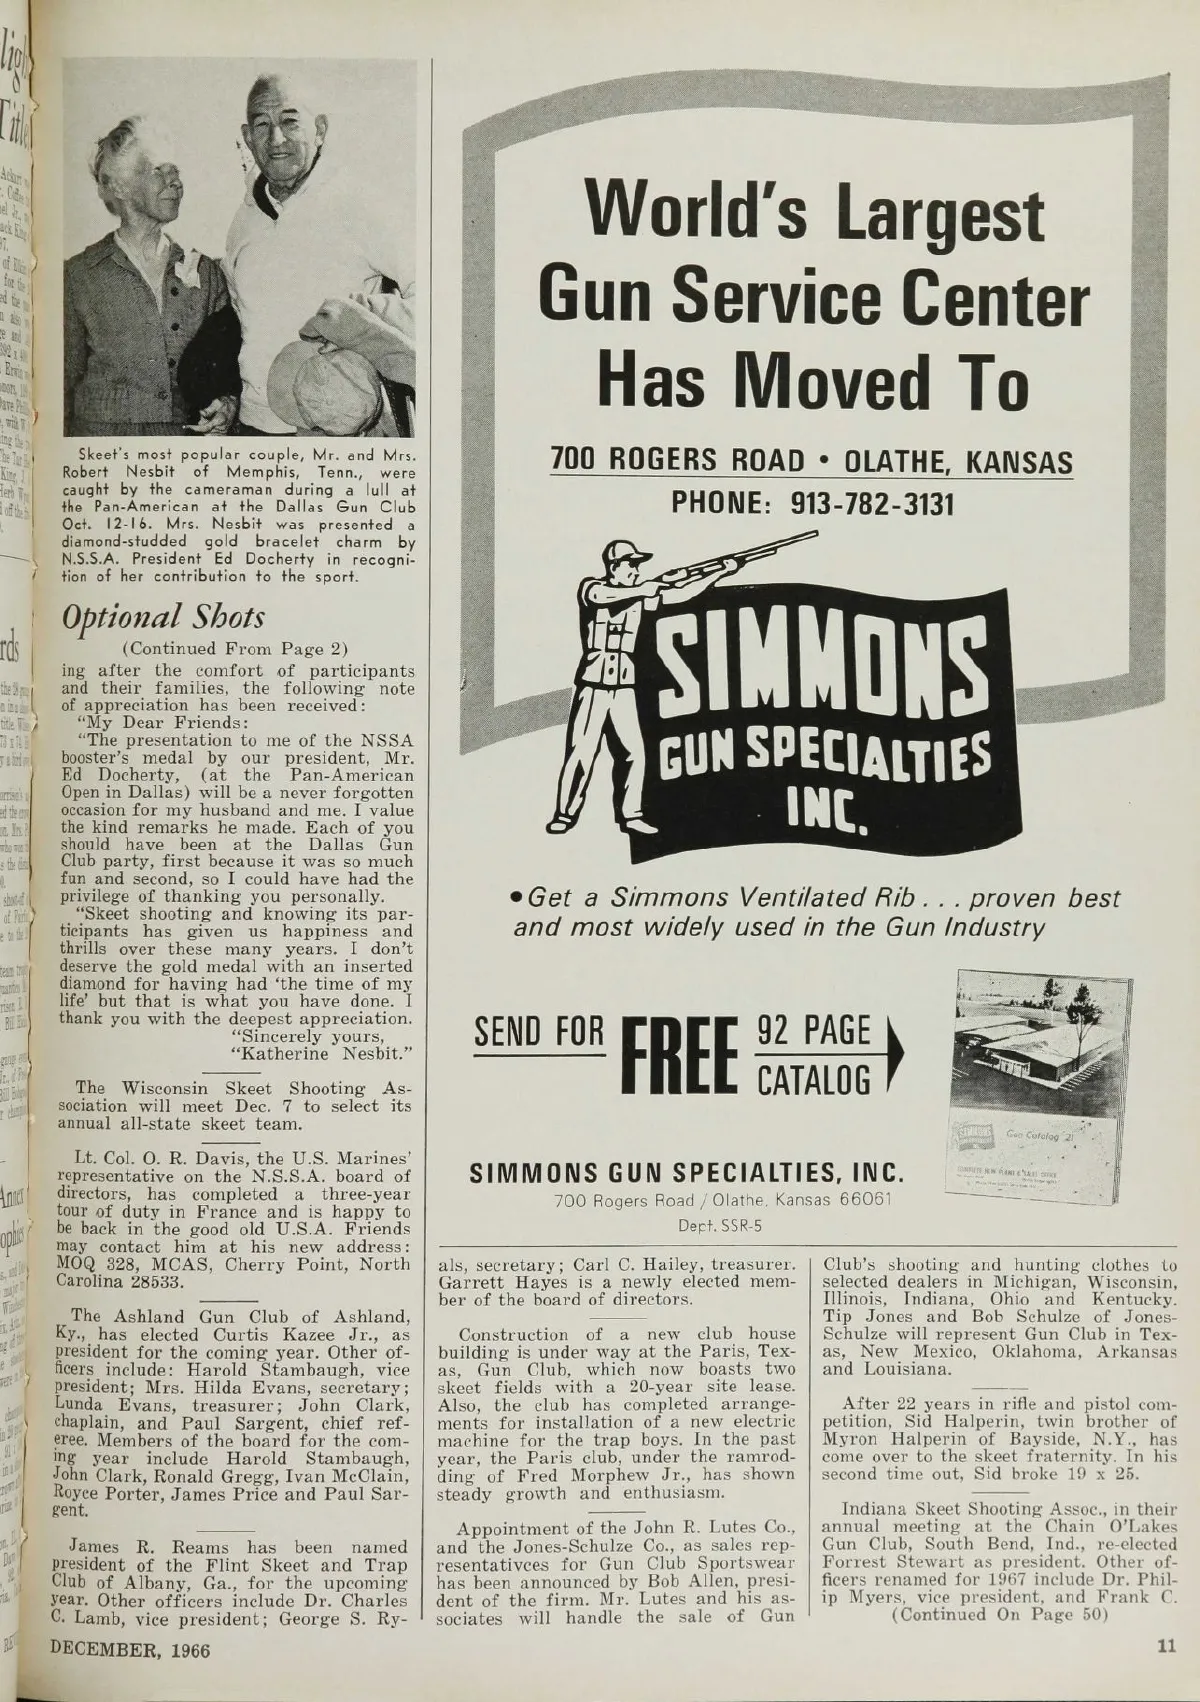 Skeet's most popular couple, Mr. and Mrs.
Robert Nesbit of Memphis, Tenn., were
caught by the cameraman during a lull at
the Pan-American at the Dallas Gun Club
Oct. 12-16. Mrs. Nesbit was presented a
diamond-studded gold bracelet charm by
N.S.S.A. President Ed Docherty in recogni-
tion of her contribution to the sport.
Optional Shots
(Continued From Page 2)
ing after the comfort of participants
and their families, the following note
of appreciation has been received:
"My Dear Friends:
"The presentation to me of the NSSA
booster's medal by our president, Mr.
Ed Docherty, (at the Pan-American
Open in Dallas) will be a never forgotten
occasion for my husband and me. I value
the kind remarks he made. Each of you
should have been at the Dallas Gun
Club party, first because it was so much
fun and second, so I could have had the
privilege of thanking you personally.
"Skeet shooting and knowing its par-
ticipants has given us happiness and
thrills over these many years. I don't
deserve the gold medal with an inserted
diamond for having had 'the time of my
life' but that is what you have done. I
thank you with the deepest appreciation.
"Sincerely yours,
"Katherine Nesbit."
The Wisconsin Skeet Shooting As-
sociation will meet Dec. 7 to select its
annual all-state skeet team.
Lt. Col. O. R. Davis, the U.S. Marines'
representative on the N.S.S.A. board of
directors, has completed a three-year
tour of duty in France and is happy to
be back in the good old U.S.A. Friends
may contact him at his new address:
MOQ 328, MCAS, Cherry Point, North
Carolina 28533.
The Ashland Gun Club of Ashland,
Ky., has elected Curtis Kazee Jr., as
president for the coming year. Other of-
ficers include: Harold Stambaugh, vice
president; Mrs. Hilda Evans, secretary;
Lunda Evans, treasurer; John Clark,
chaplain, and Paul Sargent, chief ref-
eree. Members of the board for the com-
ing year include Harold Stambaugh,
John Clark, Ronald Gregg, Ivan McClain,
Royce Porter, James Price and Paul Sar-
gent.
James R. Reams has been named
president of the Flint Skeet and Trap
Club of Albany, Ga., for the upcoming
year. Other officers include Dr. Charles
C. Lamb, vice president; George S. Ry-
World's Largest
Gun Service Center
Has Moved To
700 ROGERS ROAD • OLATHE, KANSAS
PHONE: 913-782-3131
SIMMONS
GUN SPECIALTIES
INC.
• Get a Simmons Ventilated Rib . . . proven best
and most widely used in the Gun Industry
SEND FOR FREE 92 PAGE
CATALOG
SIMMONS
Gun Catalog 21
SIMMONS GUN SPECIALTIES, INC.
700 Rogers Road / Olathe, Kansas 66061
Dept. SSR-5
als, secretary; Carl C. Hailey, treasurer.
Garrett Hayes is a newly elected mem-
ber of the board of directors.
Construction of a new club house
building is under way at the Paris, Tex-
as, Gun Club, which now boasts two
skeet fields with a 20-year site lease.
Also, the club has completed arrange-
ments for installation of a new electric
machine for the trap boys. In the past
year, the Paris club, under the ramrod-
ding of Fred Morphew Jr., has shown
steady growth and enthusiasm.
Appointment of the John R. Lutes Co.,
and the Jones-Schulze Co., as sales rep-
resentativces for Gun Club Sportswear
has been announced by Bob Allen, presi-
dent of the firm. Mr. Lutes and his as-
sociates will handle the sale of Gun
Club's shooting and hunting clothes to
selected dealers in Michigan, Wisconsin,
Illinois, Indiana, Ohio and Kentucky.
Tip Jones and Bob Schulze of Jones-
Schulze will represent Gun Club in Tex-
as, New Mexico, Oklahoma, Arkansas
and Louisiana.
After 22 years in rifle and pistol com-
petition, Sid Halperin, twin brother of
Myron Halperin of Bayside, N.Y., has
come over to the skeet fraternity. In his
second time out, Sid broke 19 x 25.
Indiana Skeet Shooting Assoc., in their
annual meeting at the Chain O'Lakes
Gun Club, South Bend, Ind., re-elected
Forrest Stewart as president. Other of-
ficers renamed for 1967 include Dr. Phil-
ip Myers, vice president, and Frank C.
(Continued On Page 50)
DECEMBER, 1966
11